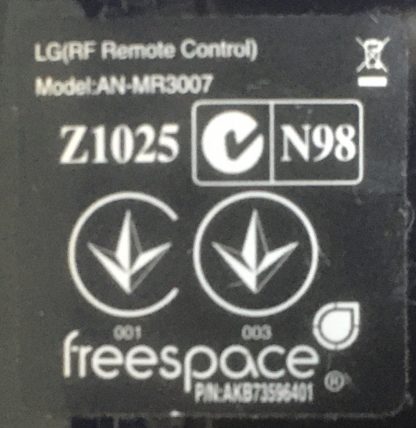 LG(RF Remote Control)
Model:AN-MR3007
Z1025 N98
001 003
freespace®
P/N:AKB73596401